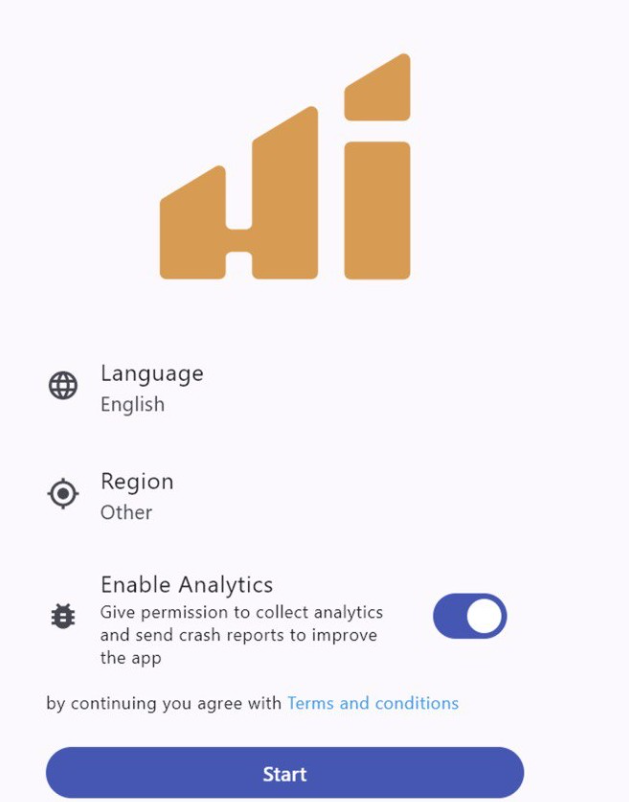 Hi
Language
English
Region
Other
Enable Analytics
Give permission to collect analytics
and send crash reports to improve
the app
by continuing you agree with Terms and conditions
Start